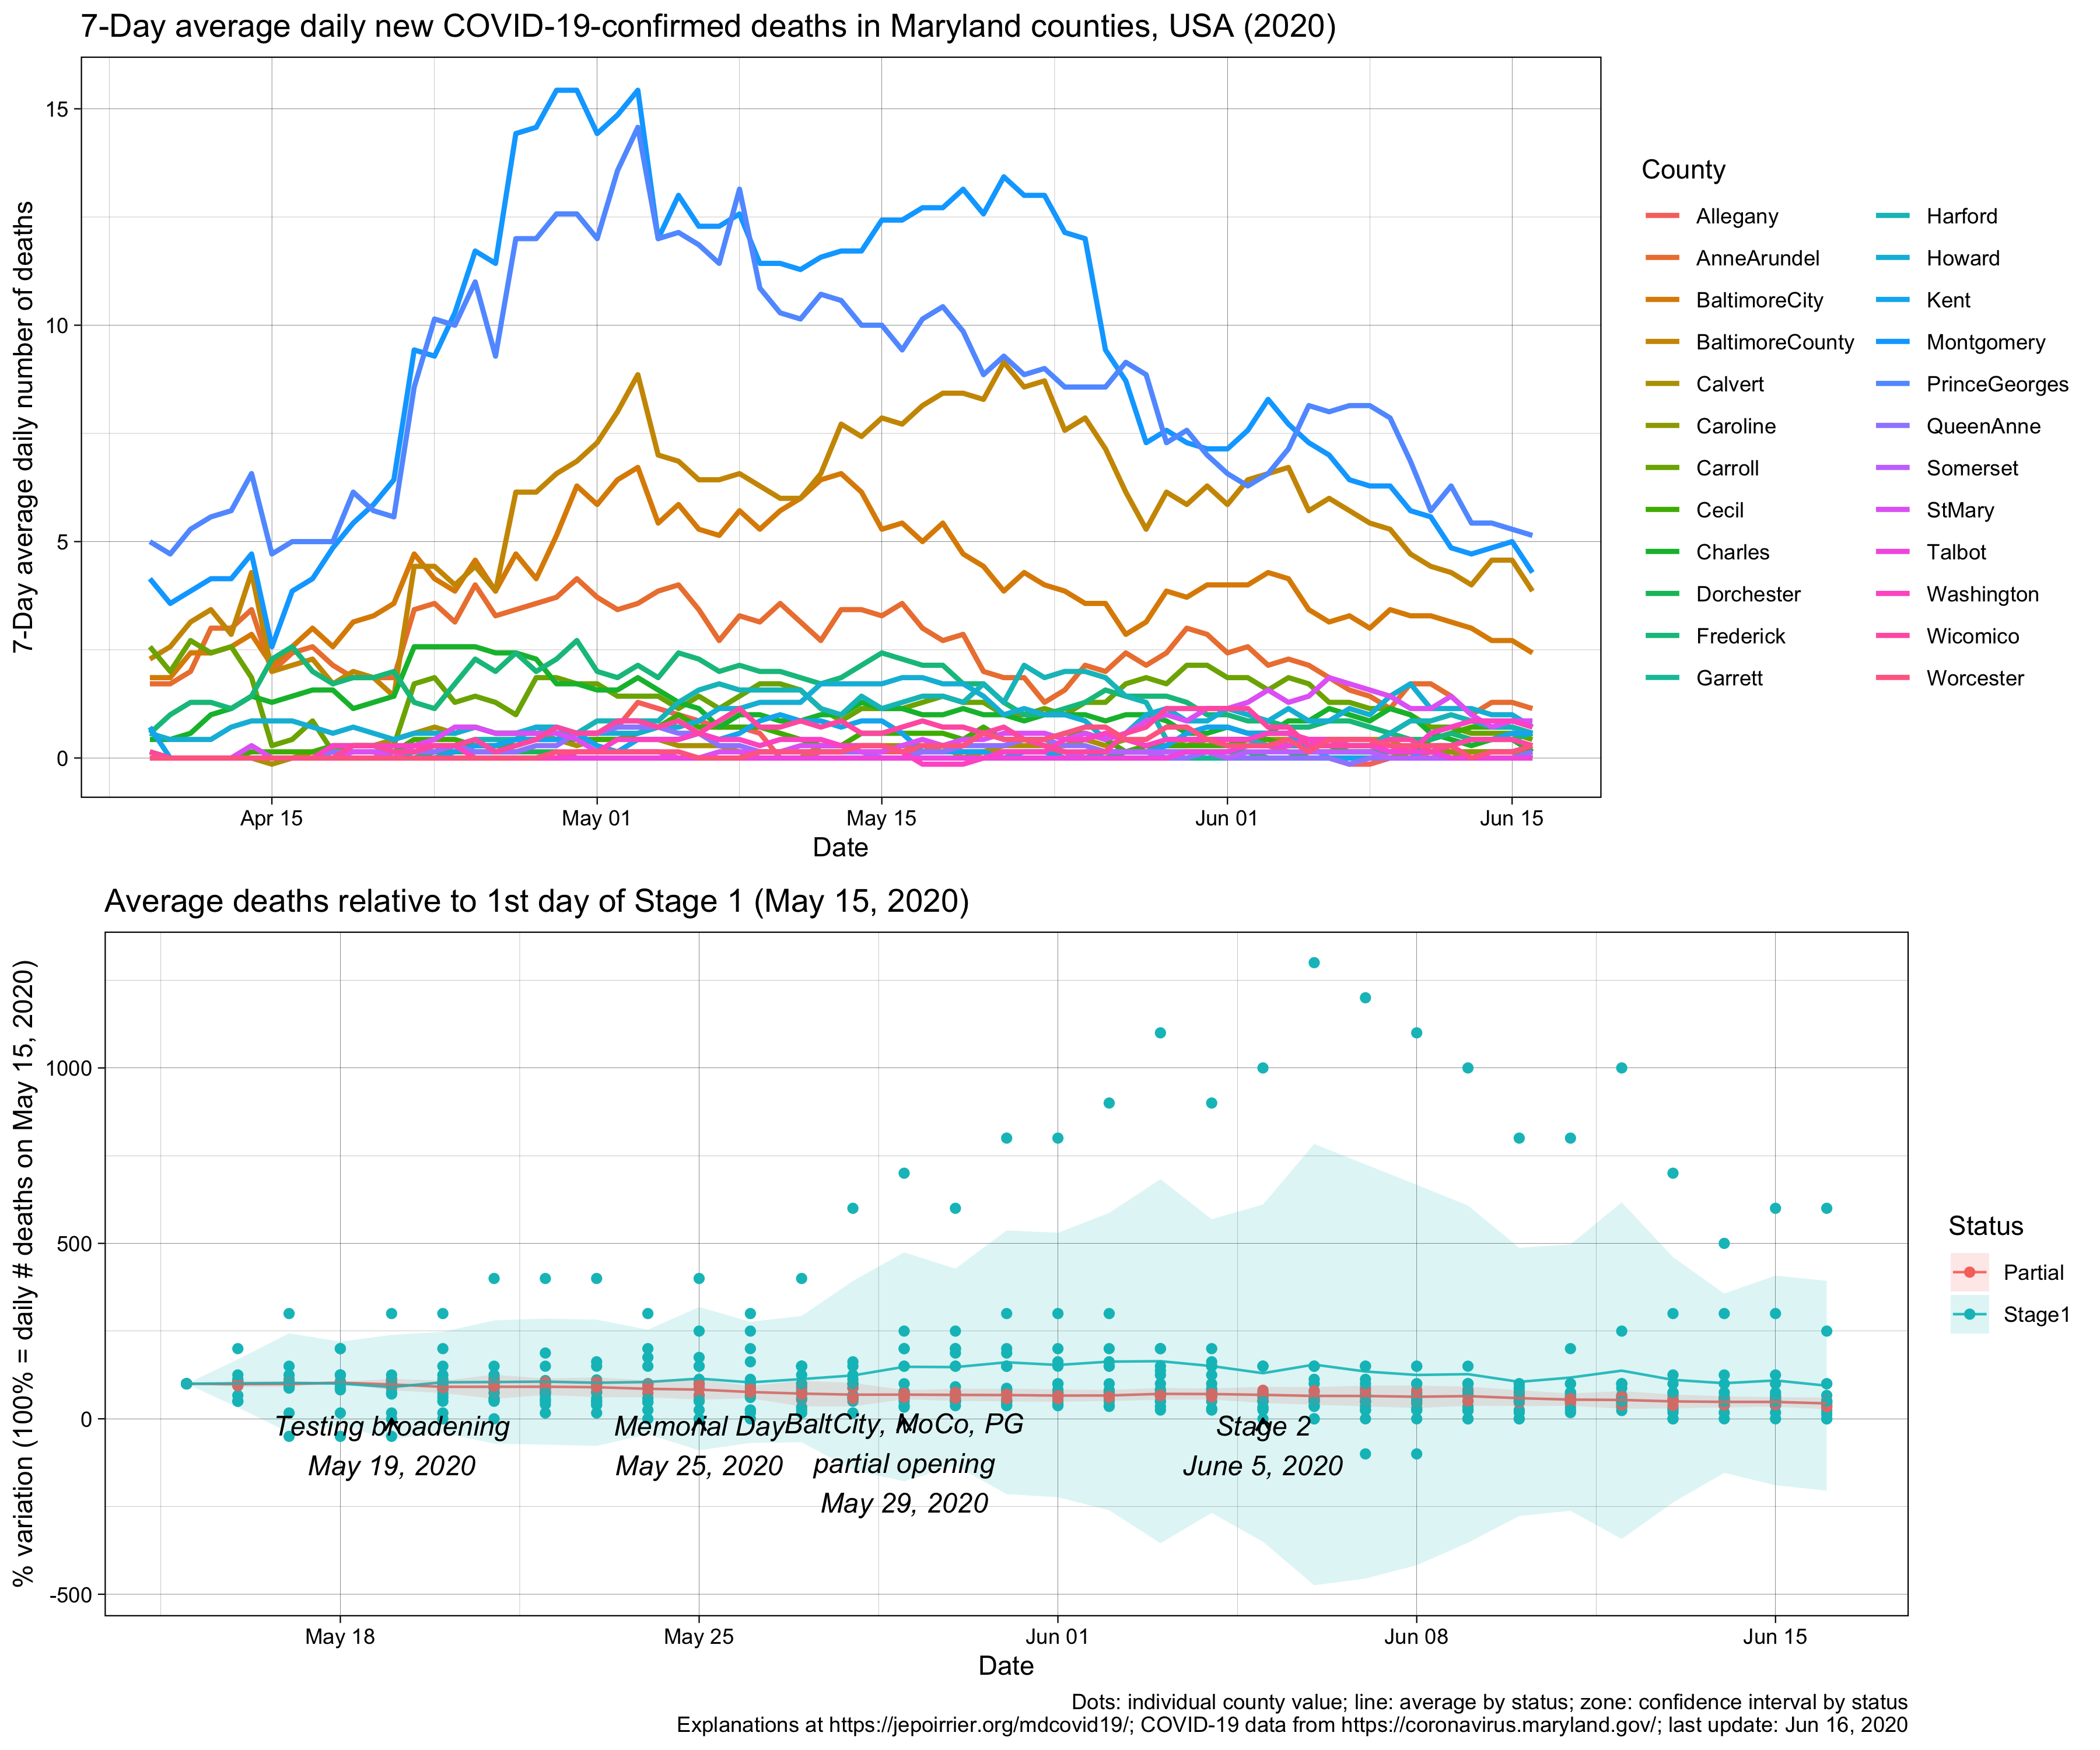 7-Day average daily new COVID-19-confirmed deaths in Maryland counties, USA (2020)
7-Day average daily number of deaths
15
10
5
0
Apr 15
May 01
May 15
Jun 01
Jun 15
Date
County
Allegany
AnneArundel
BaltimoreCity
BaltimoreCounty
Calvert
Caroline
Carroll
Cecil
Charles
Dorchester
Frederick
Garrett
Harford
Howard
Kent
Montgomery
PrinceGeorges
QueenAnne
Somerset
StMary
Talbot
Washington
Wicomico
Worcester
Average deaths relative to 1st day of Stage 1 (May 15, 2020)
% variation (100% = daily # deaths on May 15, 2020)
1000
500
0
-500
Testing broadening
May 19, 2020
Memorial Day
May 25, 2020
BaltCity, MoCo, PG
partial opening
May 29, 2020
Stage 2
June 5, 2020
May 18
May 25
Jun 01
Jun 08
Jun 15
Date
Status
Partial
Stage1
Dots: individual county value; line: average by status; zone: confidence interval by status
Explanations at https://jepoirrier.org/mdcovid19/; COVID-19 data from https://coronavirus.maryland.gov/; last update: Jun 16, 2020